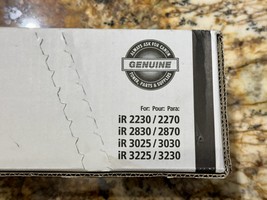 ALWAYS ASK FOR CANON
GENUINE
TONER, PARTS & SUPPLIES
For: Pour: Para:
iR 2230 / 2270
iR 2830 / 2870
iR 3025 / 3030
iR 3225 / 3230